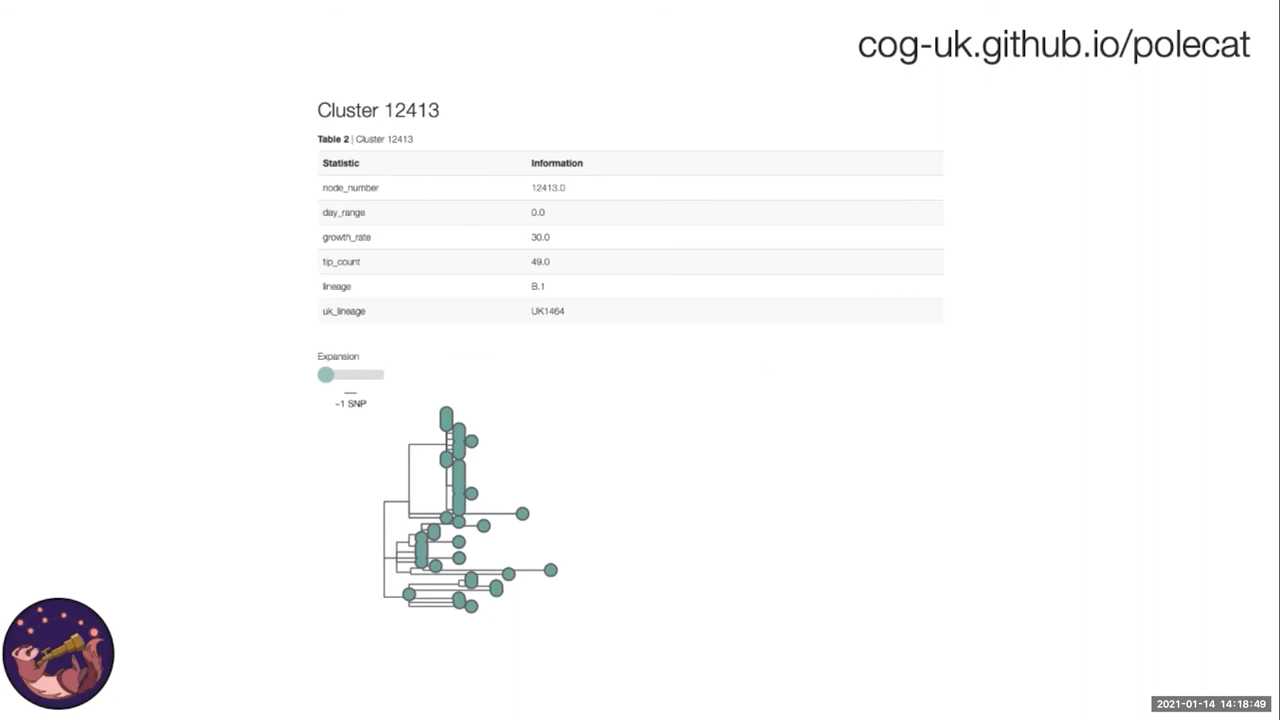 cog-uk.github.io/polecat
Cluster 12413
Table 2 | Cluster 12413
Statistic Information
node_number 12413.0
day_range 0.0
growth_rate 30.0
tip_count 49.0
lineage B.1
uk_lineage UK1464
Expansion
~1 SNP
2021-01-14 14:18:49